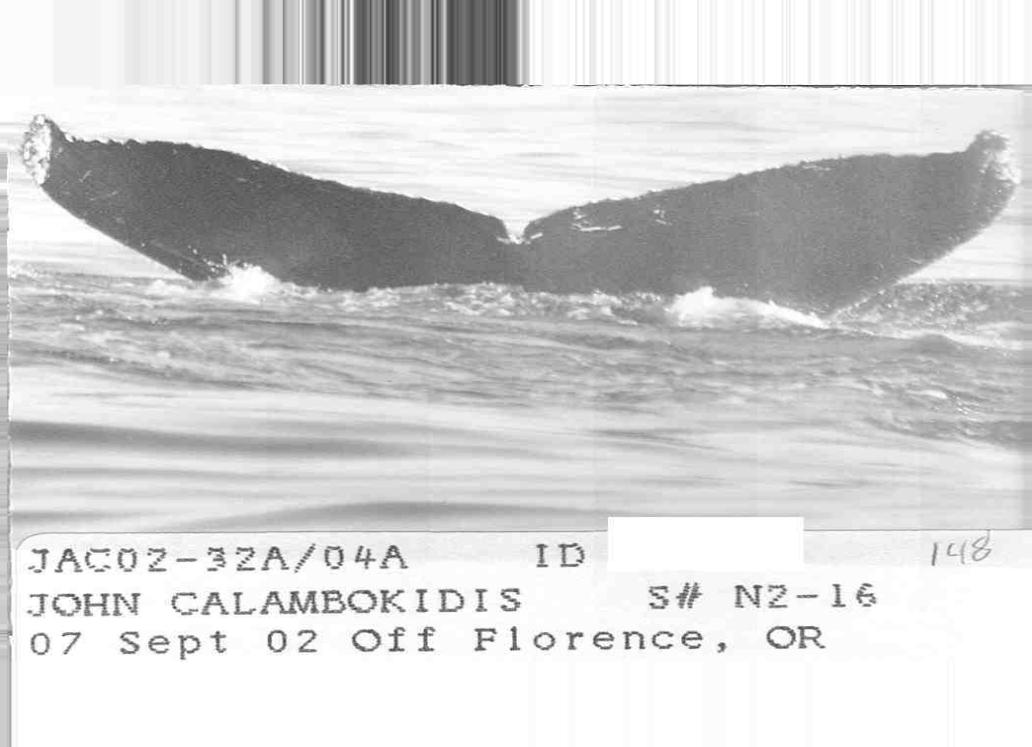 JAC02-32A/04A ID 148
JOHN CALAMBOKIDIS S# N2-16
07 Sept 02 Off Florence, OR